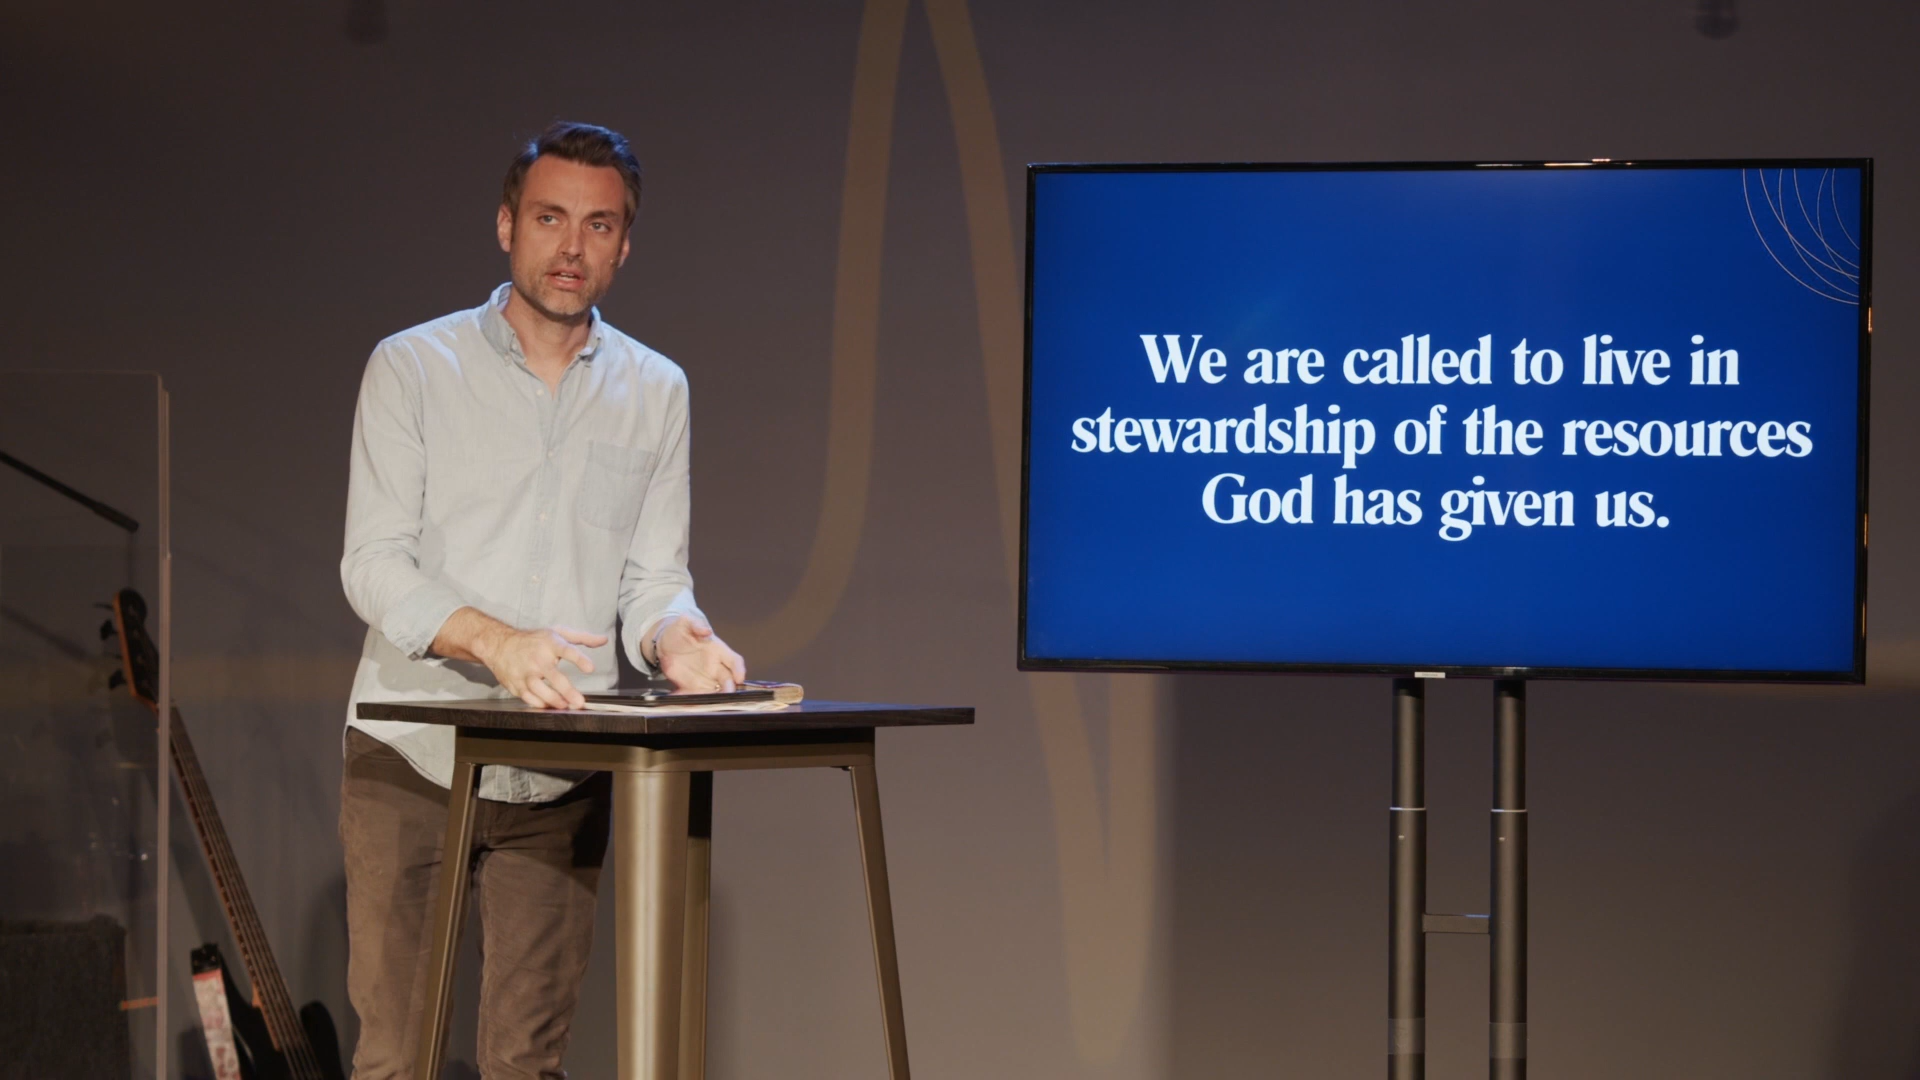 We are called to live in
stewardship of the resources
God has given us.